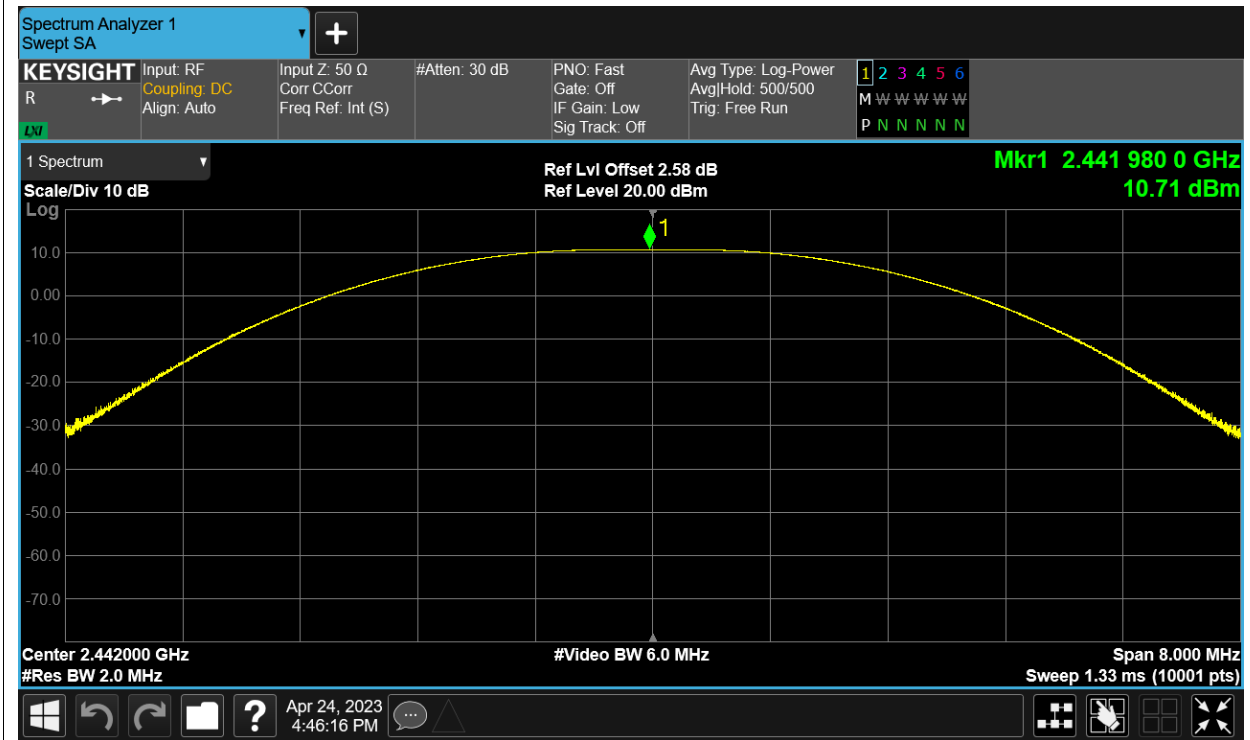 Spectrum Analyzer 1
Swept SA
KEYSIGHT
R
LXI
Input: RF
Coupling: DC
Align: Auto
Input Z: 50 Ω
Corr CCorr
Freq Ref: Int (S)
#Atten: 30 dB
PNO: Fast
Gate: Off
IF Gain: Low
Sig Track: Off
Avg Type: Log-Power
Avg|Hold: 500/500
Trig: Free Run
1 2 3 4 5 6
M W W W W W
P N N N N N
1 Spectrum
Scale/Div 10 dB
Log
Ref Lvl Offset 2.58 dB
Ref Level 20.00 dBm
Mkr1 2.441 980 0 GHz
10.71 dBm
1
10.0
0.00
-10.0
-20.0
-30.0
-40.0
-50.0
-60.0
-70.0
Center 2.442000 GHz
#Res BW 2.0 MHz
#Video BW 6.0 MHz
Span 8.000 MHz
Sweep 1.33 ms (10001 pts)
?
Apr 24, 2023
4:46:16 PM